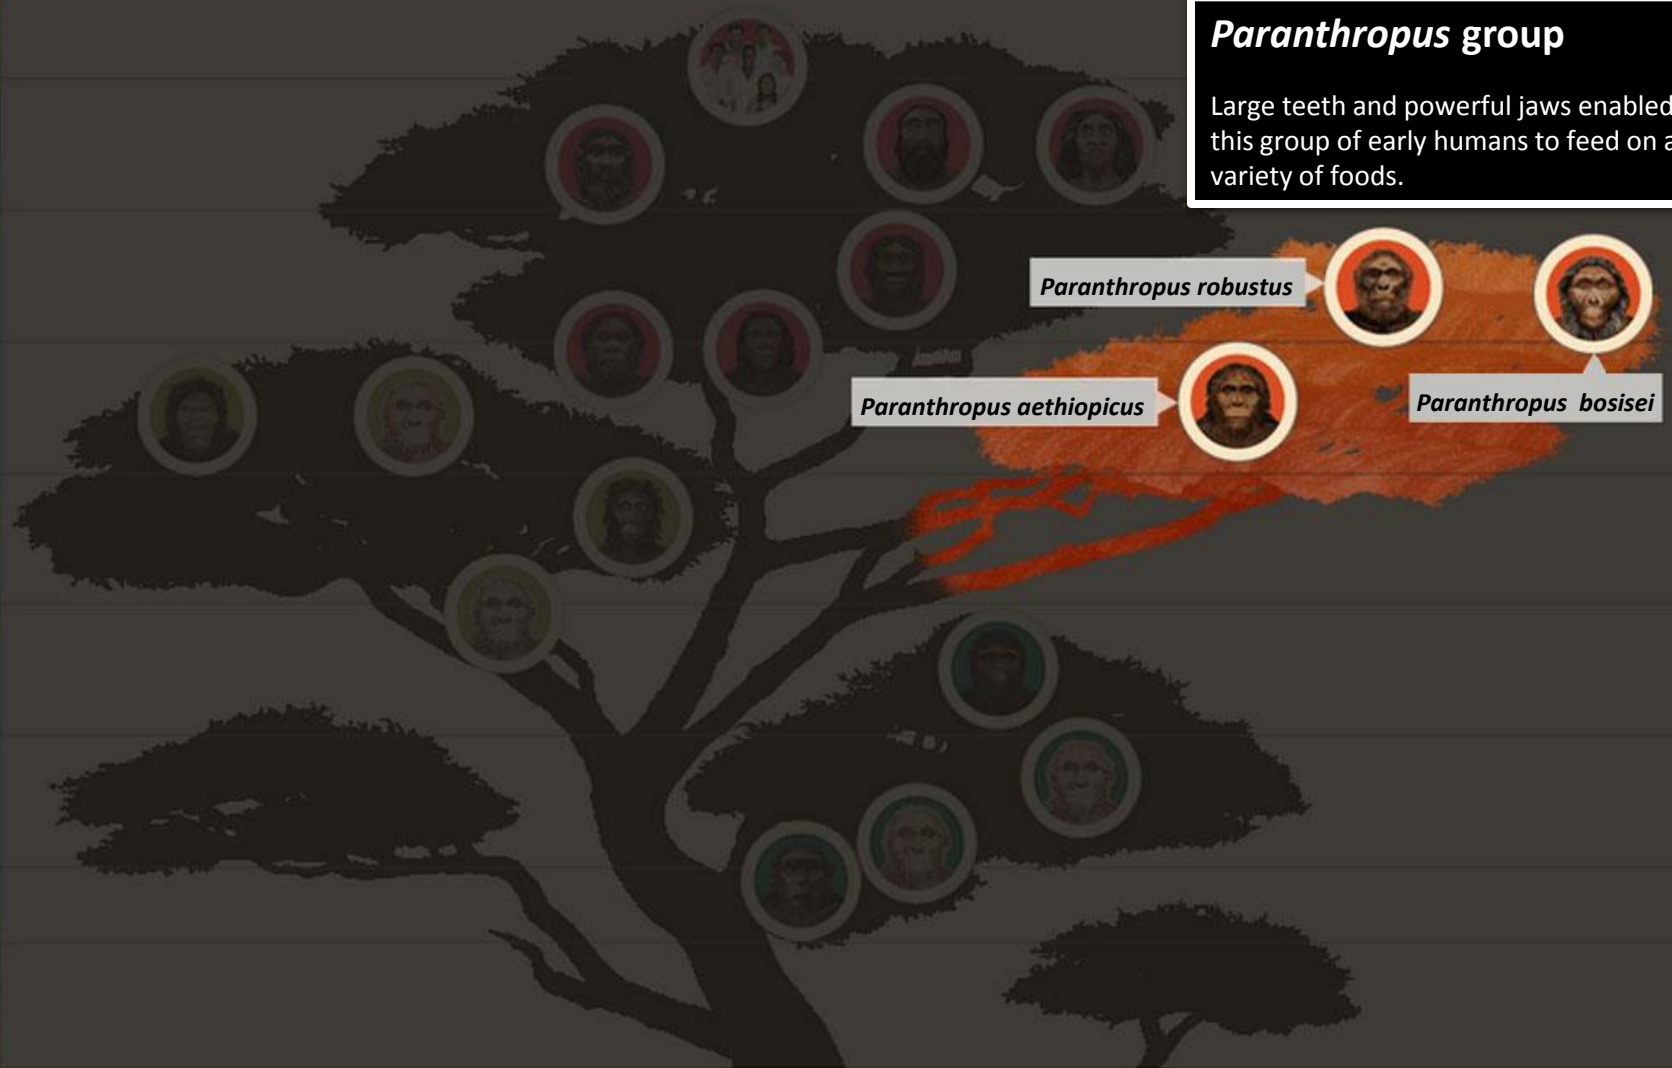 Paranthropus group
Large teeth and powerful jaws enabled
this group of early humans to feed on a
variety of foods.
Paranthropus robustus
Paranthropus aethiopicus
Paranthropus  bosisei